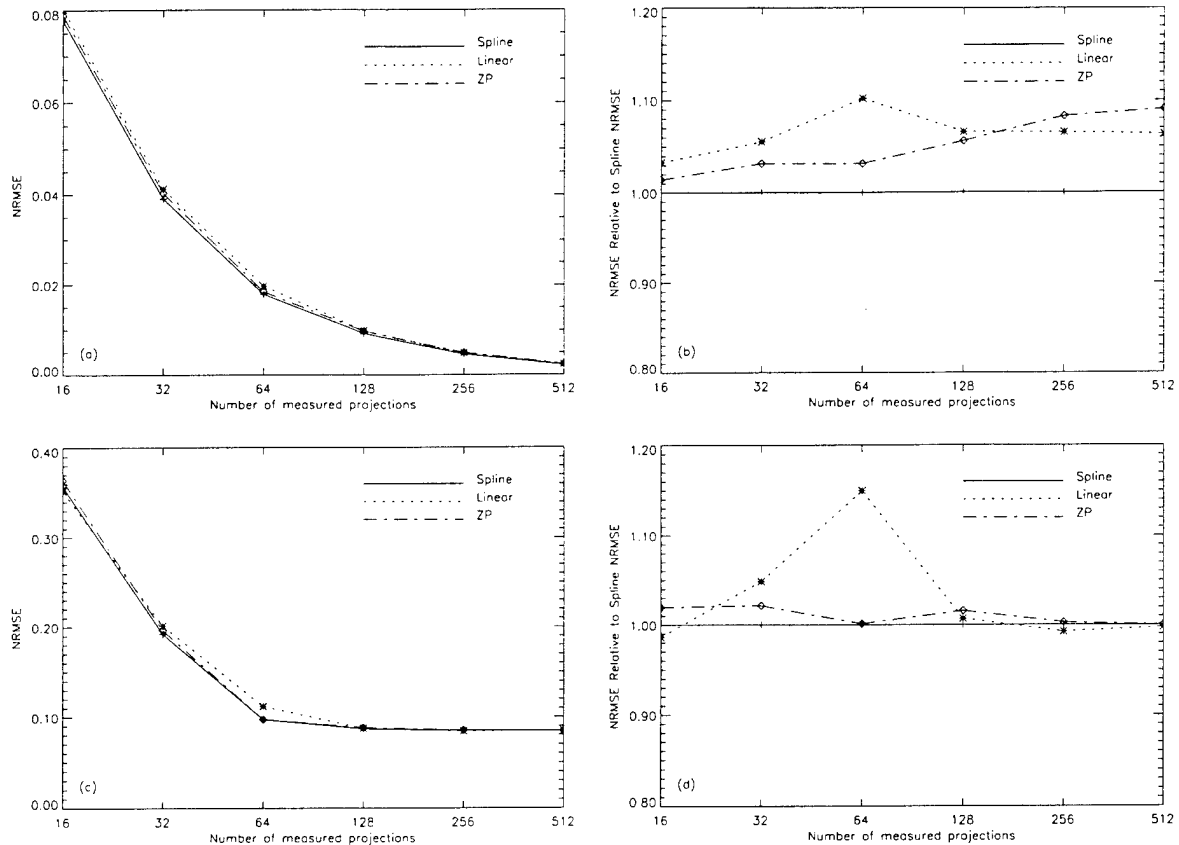 0.08
0.06
0.04
0.02
0.00
NRMSE
Spline
Linear
ZP
(a)
16 32 64 128 256 512
Number of measured projections
1.20
1.10
1.00
0.90
0.80
NRMSE Relative to Spline NRMSE
Spline
Linear
ZP
(b)
16 32 64 128 256 512
Number of measured projections
0.40
0.30
0.20
0.10
0.00
NRMSE
Spline
Linear
ZP
(c)
16 32 64 128 256 512
Number of measured projections
1.20
1.10
1.00
0.90
0.80
NRMSE Relative to Spline NRMSE
Spline
Linear
ZP
(d)
16 32 64 128 256 512
Number of measured projections